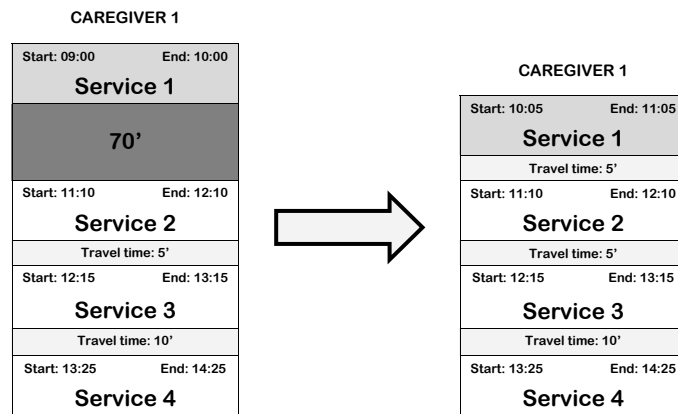 CAREGIVER 1
Start: 09:00 End: 10:00
Service 1
70’
Start: 11:10 End: 12:10
Service 2
Travel time: 5’
Start: 12:15 End: 13:15
Service 3
Travel time: 10’
Start: 13:25 End: 14:25
Service 4
CAREGIVER 1
Start: 10:05 End: 11:05
Service 1
Travel time: 5’
Start: 11:10 End: 12:10
Service 2
Travel time: 5’
Start: 12:15 End: 13:15
Service 3
Travel time: 10’
Start: 13:25 End: 14:25
Service 4